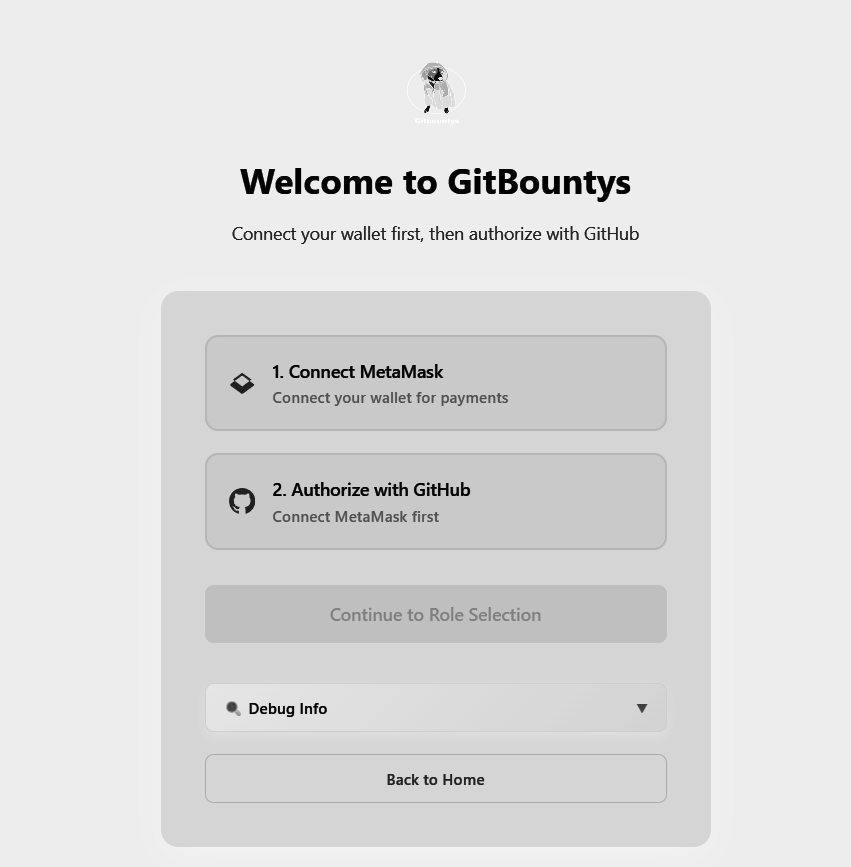 Welcome to GitBountys
Connect your wallet first, then authorize with GitHub
1. Connect MetaMask
Connect your wallet for payments
2. Authorize with GitHub
Connect MetaMask first
Continue to Role Selection
Debug Info
Back to Home